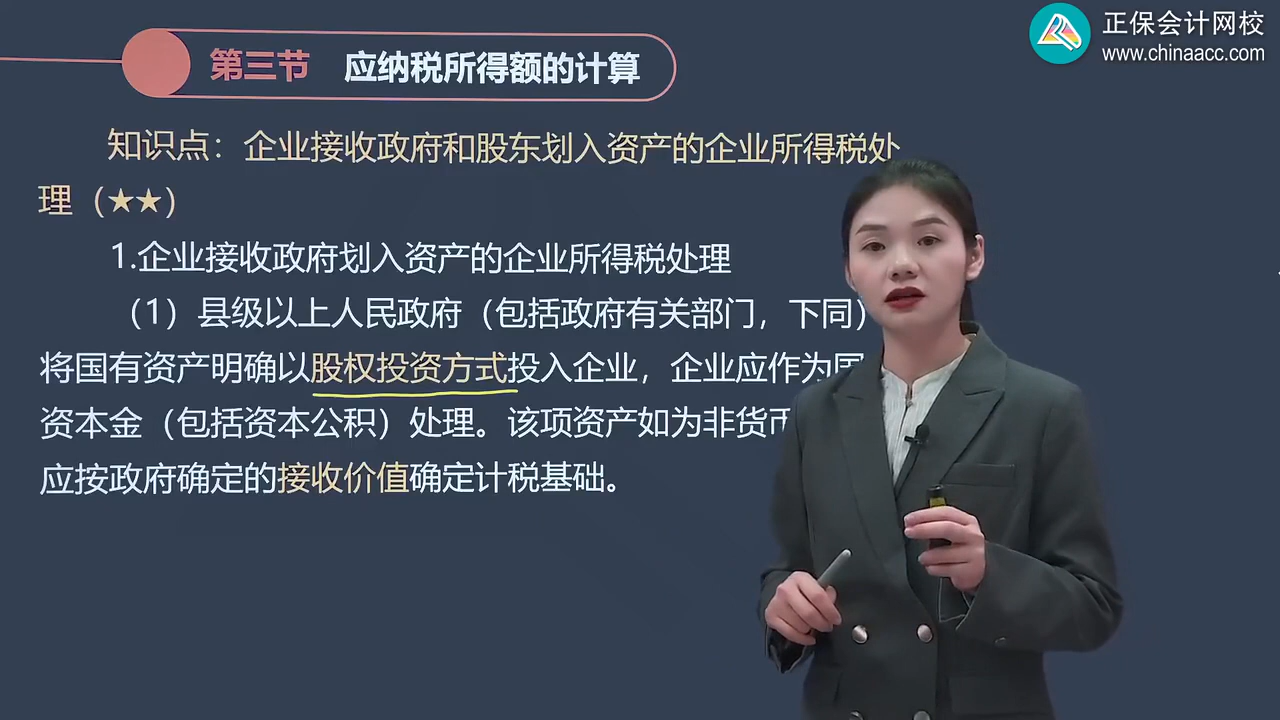 正保会计网校
www.chinaacc.com
第三节 应纳税所得额的计算
知识点：企业接收政府和股东划入资产的企业所得税处
理（★★）
1.企业接收政府划入资产的企业所得税处理
（1）县级以上人民政府（包括政府有关部门，下同）
将国有资产明确以股权投资方式投入企业，企业应作为国
资本金（包括资本公积）处理。该项资产如为非货币
应按政府确定的接收价值确定计税基础。